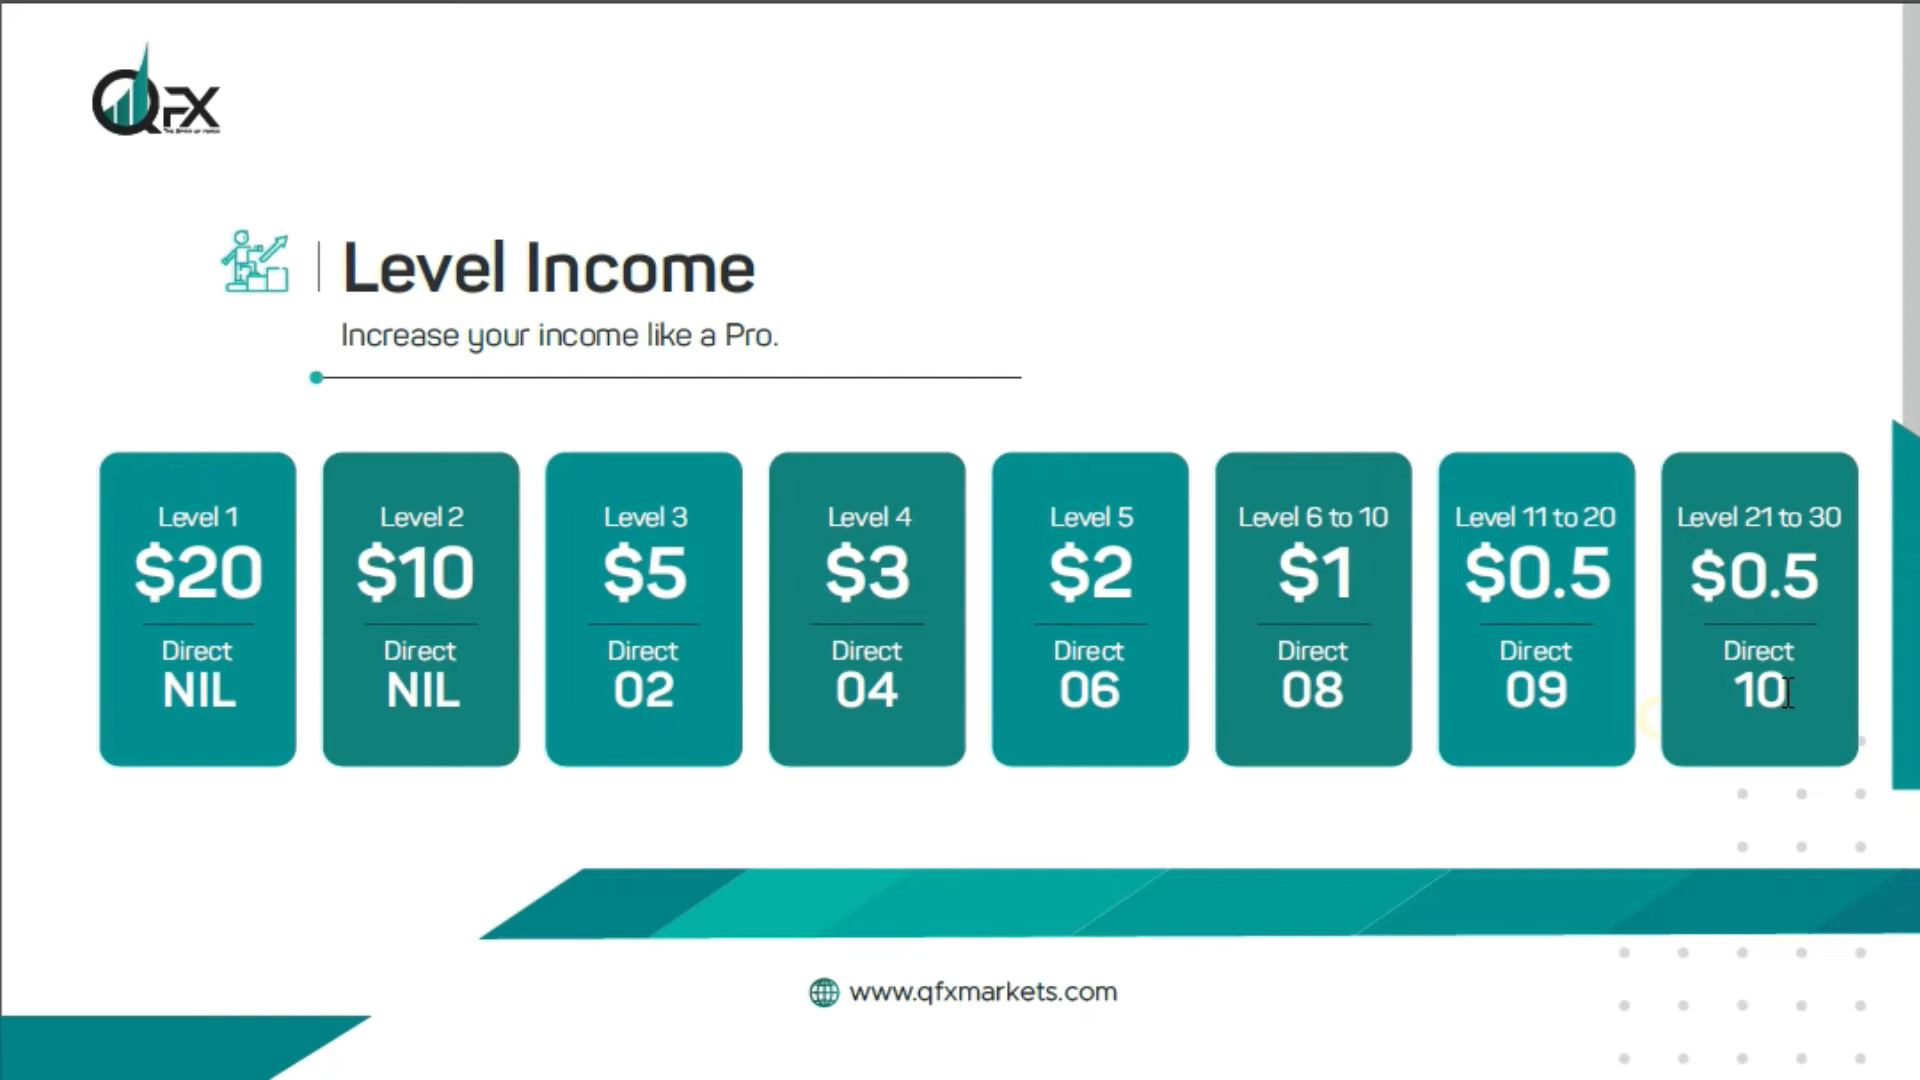 QFX
Level Income
Increase your income like a Pro.
Level 1
$20
Direct
NIL
Level 2
$10
Direct
NIL
Level 3
$5
Direct
02
Level 4
$3
Direct
04
Level 5
$2
Direct
06
Level 6 to 10
$1
Direct
08
Level 11 to 20
$0.5
Direct
09
Level 21 to 30
$0.5
Direct
10
www.qfxmarkets.com